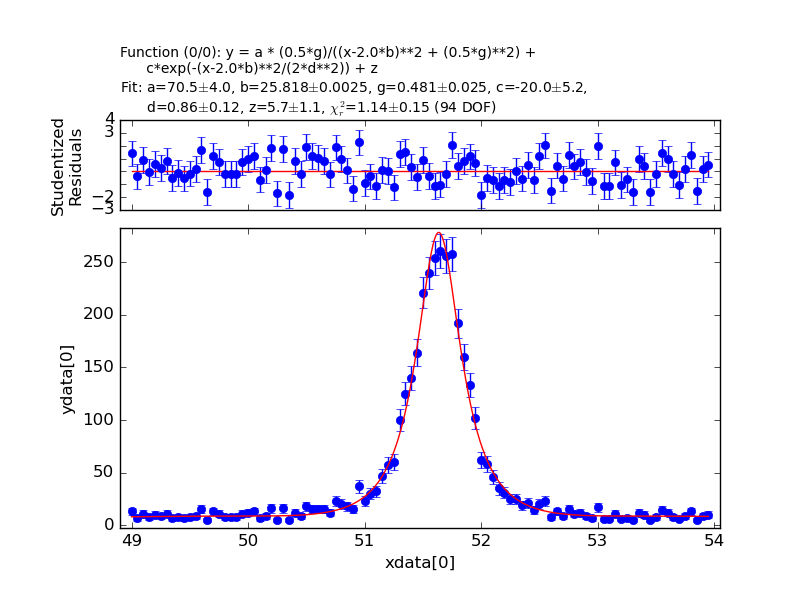 Function (0/0): y = a * (0.5*g)/((x-2.0*b)**2 + (0.5*g)**2) +
c*exp(-(x-2.0*b)**2/(2*d**2)) + z
Fit: a=70.5±4.0, b=25.818±0.0025, g=0.481±0.025, c=-20.0±5.2,
d=0.86±0.12, z=5.7±1.1, χ²ᵣ=1.14±0.15 (94 DOF)
Studentized
Residuals
4
3
−2
−3
ydata[0]
250
200
150
100
50
0
49 50 51 52 53 54
xdata[0]